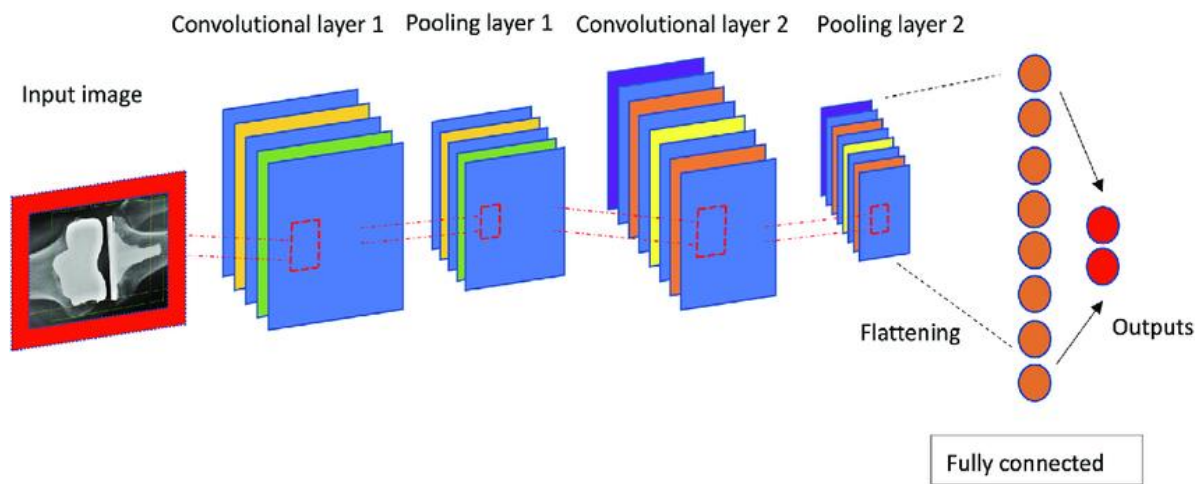 Convolutional layer 1
Pooling layer 1
Convolutional layer 2
Pooling layer 2
Input image
Flattening
Outputs
Fully connected